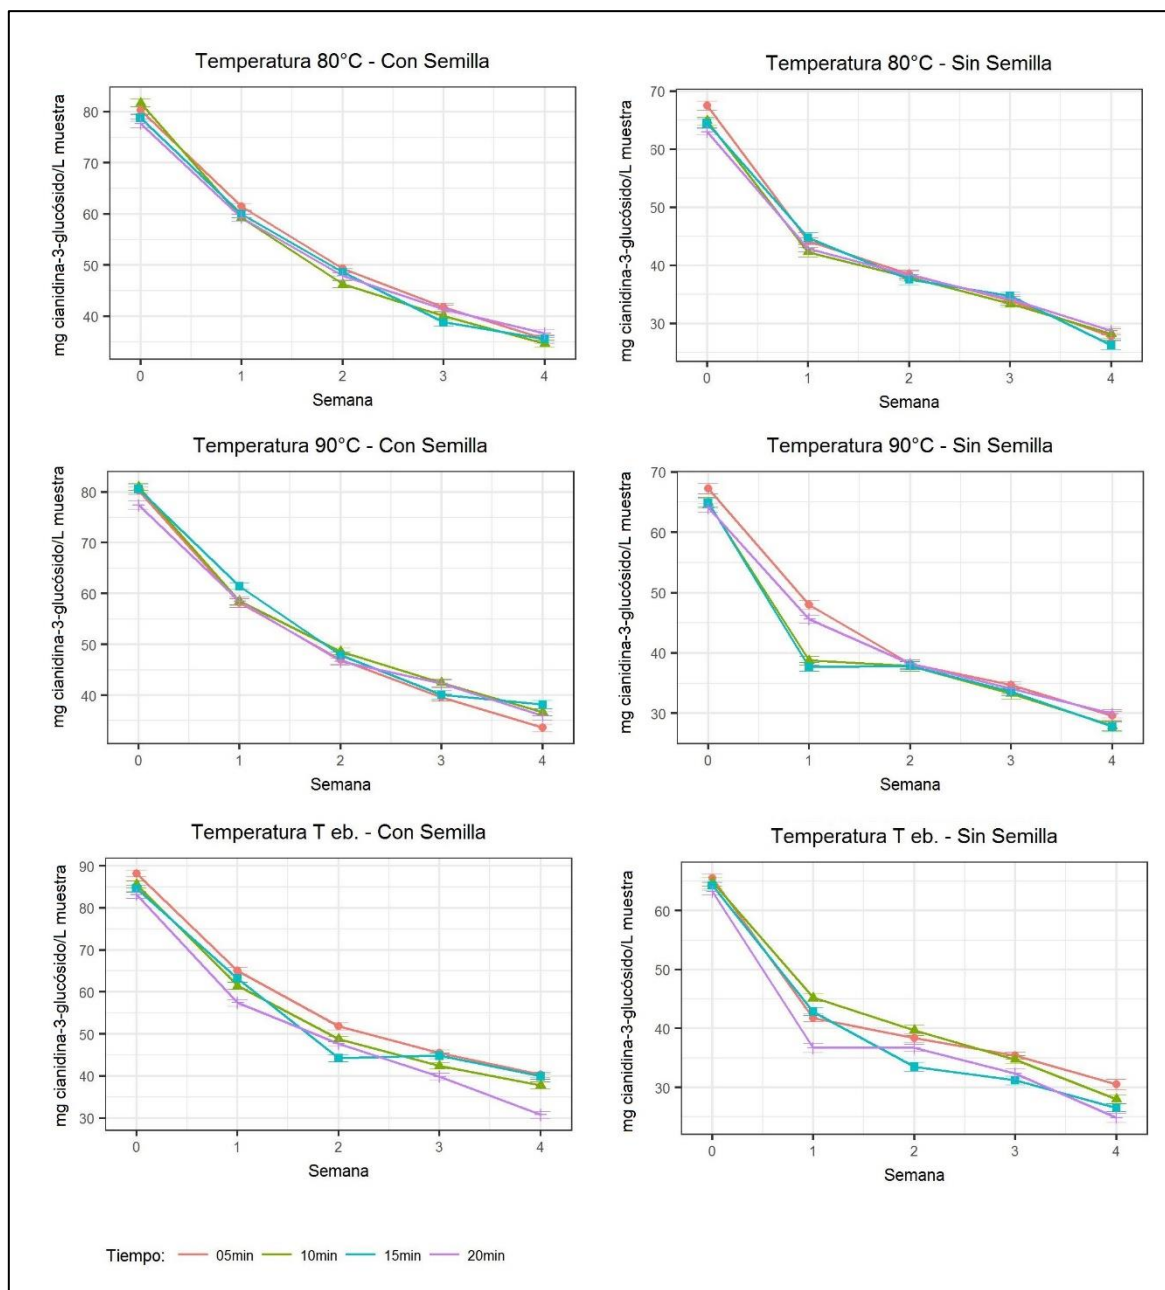 Temperatura 80°C - Con Semilla
mg cianidina-3-glucósido/L muestra
80
70
60
50
40
0 1 2 3 4
Semana
Temperatura 80°C - Sin Semilla
mg cianidina-3-glucósido/L muestra
70
60
50
40
30
0 1 2 3 4
Semana
Temperatura 90°C - Con Semilla
mg cianidina-3-glucósido/L muestra
80
70
60
50
40
0 1 2 3 4
Semana
Temperatura 90°C - Sin Semilla
mg cianidina-3-glucósido/L muestra
70
60
50
40
30
0 1 2 3 4
Semana
Temperatura T eb. - Con Semilla
mg cianidina-3-glucósido/L muestra
90
80
70
60
50
40
30
0 1 2 3 4
Semana
Temperatura T eb. - Sin Semilla
mg cianidina-3-glucósido/L muestra
60
50
40
30
0 1 2 3 4
Semana
Tiempo: 05min 10min 15min 20min